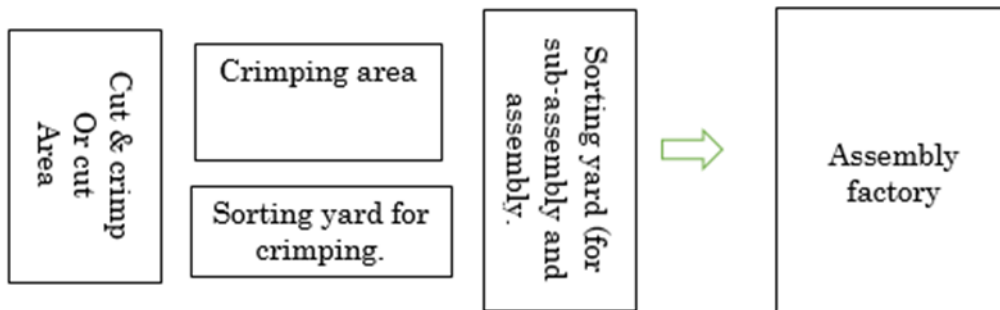 Cut & crimp
Or cut
Area
Crimping area
Sorting yard for
crimping.
Sorting yard (for
sub-assembly and
assembly.
Assembly
factory